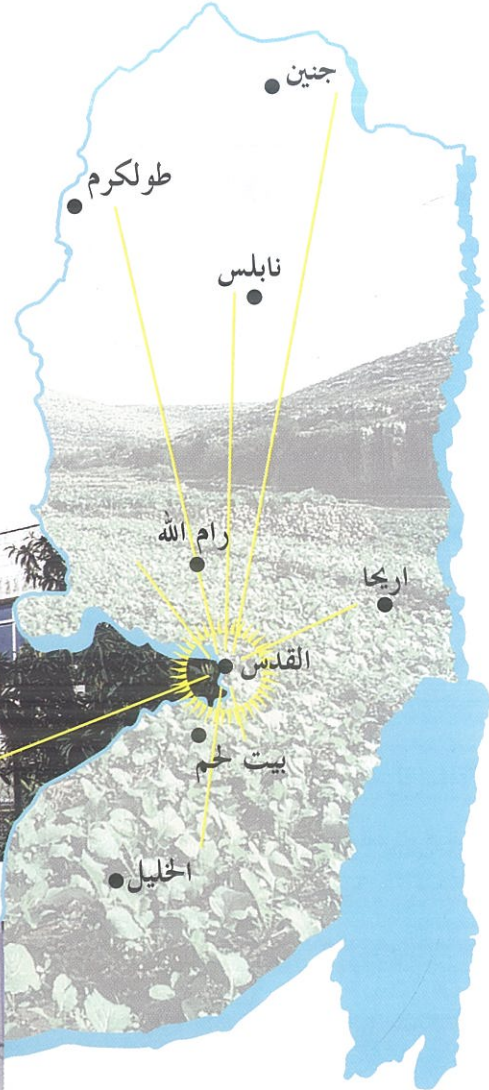 جنين
طولكرم
نابلس
رام الله
اريحا
القدس
بيت لحم
الخليل